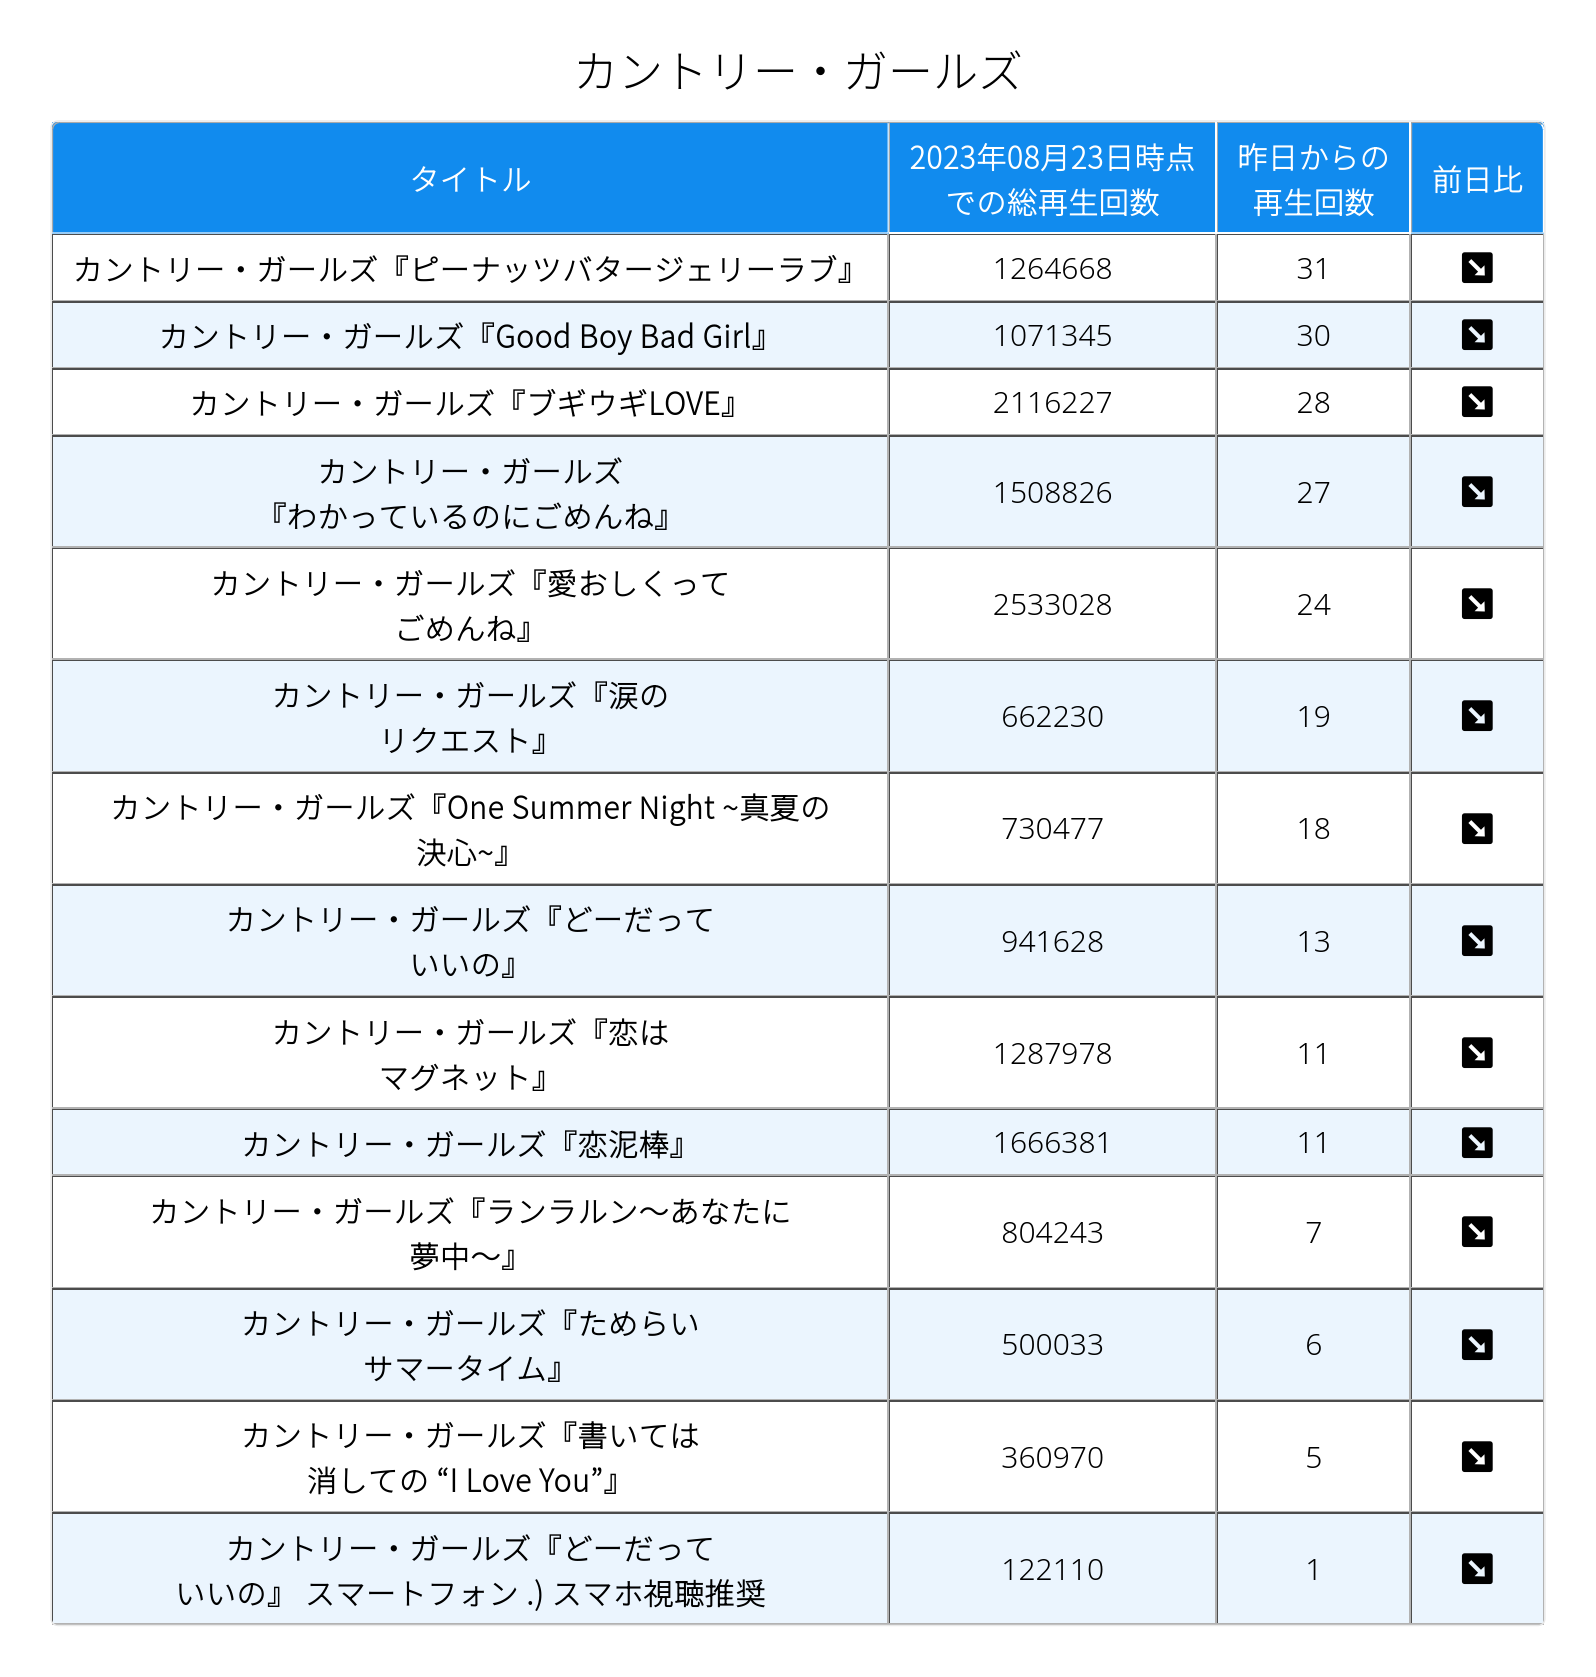 カントリー・ガールズ
タイトル
2023年08月23日時点
での総再生回数
昨日からの
再生回数
前日比
カントリー・ガールズ『ピーナッツバタージェリーラブ』
1264668
31
カントリー・ガールズ『Good Boy Bad Girl』
1071345
30
カントリー・ガールズ『ブギウギLOVE』
2116227
28
カントリー・ガールズ
『わかっているのにごめんね』
1508826
27
カントリー・ガールズ『愛おしくって
ごめんね』
2533028
24
カントリー・ガールズ『涙の
リクエスト』
662230
19
カントリー・ガールズ『One Summer Night ~真夏の
決心~』
730477
18
カントリー・ガールズ『どーだって
いいの』
941628
13
カントリー・ガールズ『恋は
マグネット』
1287978
11
カントリー・ガールズ『恋泥棒』
1666381
11
カントリー・ガールズ『ランラルン〜あなたに
夢中〜』
804243
7
カントリー・ガールズ『ためらい
サマータイム』
500033
6
カントリー・ガールズ『書いては
消しての “I Love You”』
360970
5
カントリー・ガールズ『どーだって
いいの』 スマートフォン .) スマホ視聴推奨
122110
1